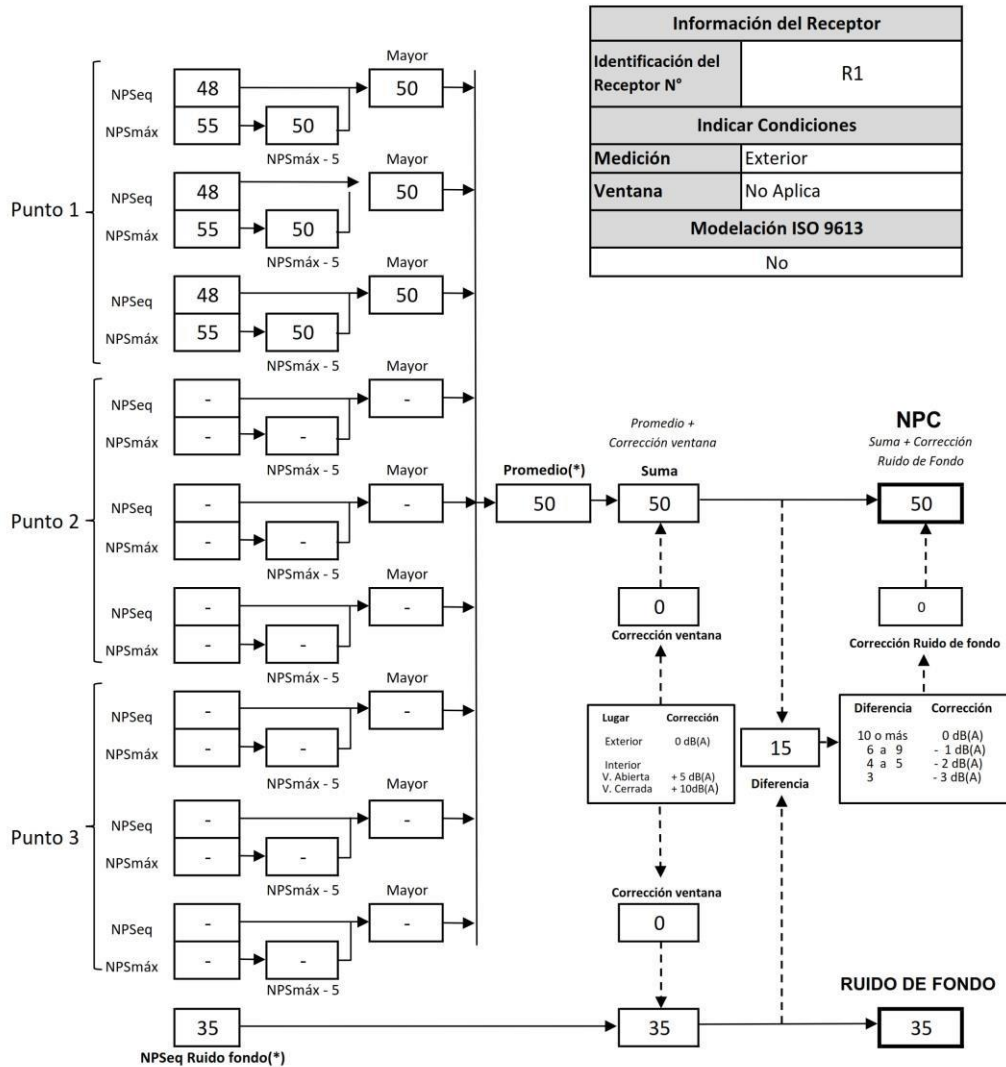 Información del Receptor
Identificación del Receptor N° R1
Indicar Condiciones
Medición Exterior
Ventana No Aplica
Modelación ISO 9613
No
Punto 1
Mayor
NPSeq 48 50
NPSmáx 55 50
NPSmáx - 5
Mayor
NPSeq 48 50
NPSmáx 55 50
NPSmáx - 5
Mayor
NPSeq 48 50
NPSmáx 55 50
NPSmáx - 5
Punto 2
Mayor
NPSeq - -
NPSmáx - -
NPSmáx - 5
Mayor
NPSeq - -
NPSmáx - -
NPSmáx - 5
Mayor
NPSeq - -
NPSmáx - -
NPSmáx - 5
Punto 3
Mayor
NPSeq - -
NPSmáx - -
NPSmáx - 5
Mayor
NPSeq - -
NPSmáx - -
NPSmáx - 5
Mayor
NPSeq - -
NPSmáx - -
NPSmáx - 5
35
NPSeq Ruido fondo(*)
Promedio(*)
50
Promedio +
Corrección ventana
Suma
50
0
Corrección ventana
Lugar Corrección
Exterior 0 dB(A)
Interior
V. Abierta + 5 dB(A)
V. Cerrada + 10dB(A)
Corrección ventana
0
35
15
Diferencia
NPC
Suma + Corrección
Ruido de Fondo
50
0
Corrección Ruido de fondo
Diferencia Corrección
10 o más 0 dB(A)
6 a 9 - 1 dB(A)
4 a 5 - 2 dB(A)
3 - 3 dB(A)
RUIDO DE FONDO
35